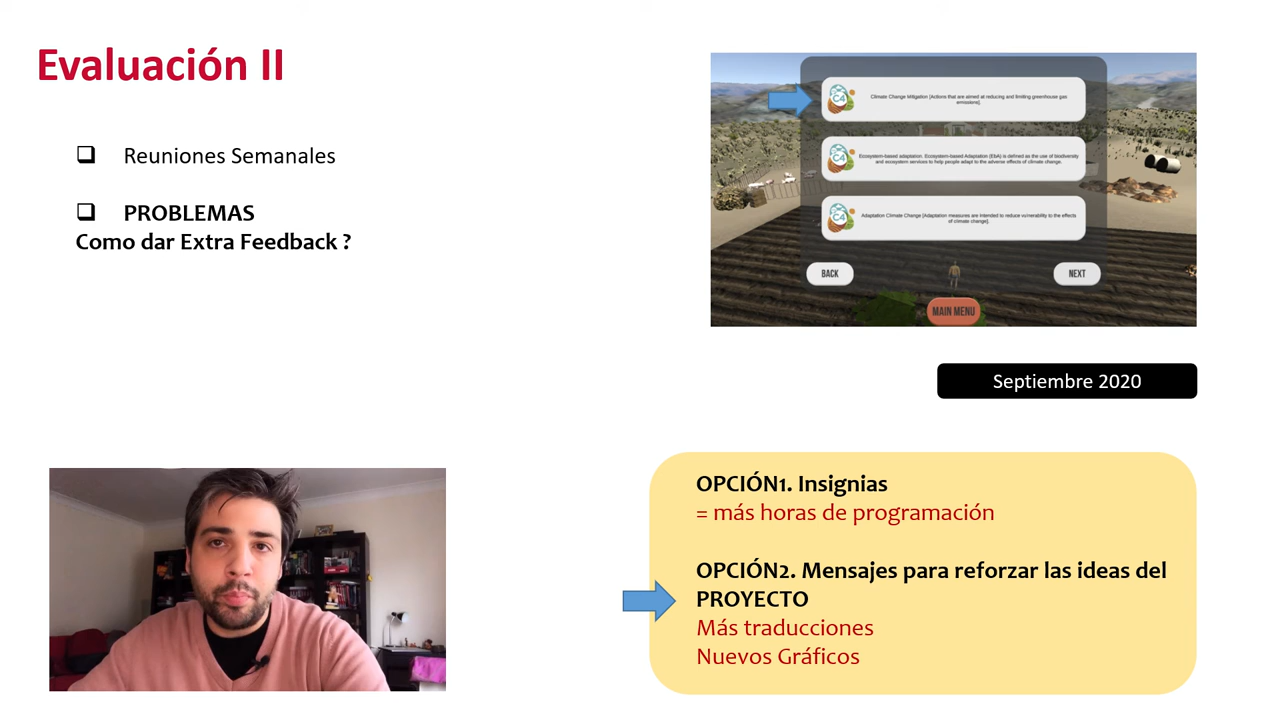 Evaluación II
Reuniones Semanales
PROBLEMAS
Como dar Extra Feedback ?
C4
Climate Change Mitigation [Actions that are aimed at reducing and limiting greenhouse gas
emissions].
C4
Ecosystem-based adaptation. Ecosystem-based Adaptation (EbA) is defined as the use of biodiversity
and ecosystem services to help people adapt to the adverse effects of climate change.
C4
Adaptation Climate Change [Adaptation measures are intended to reduce vulnerability to the effects
of climate change].
BACK
NEXT
MAIN MENU
Septiembre 2020
OPCIÓN1. Insignias
= más horas de programación
OPCIÓN2. Mensajes para reforzar las ideas del
PROYECTO
Más traducciones
Nuevos Gráficos